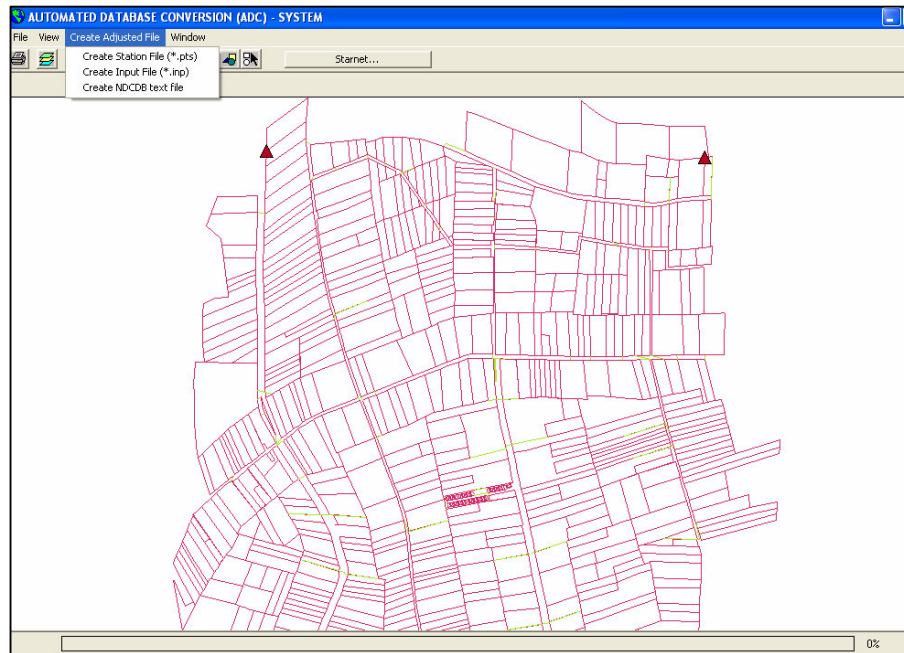 AUTOMATED DATABASE CONVERSION (ADC) - SYSTEM
File View Create Adjusted File Window
Create Station File (*.pts)
Create Input File (*.inp)
Create NDCDB text file
Starnet...
0%